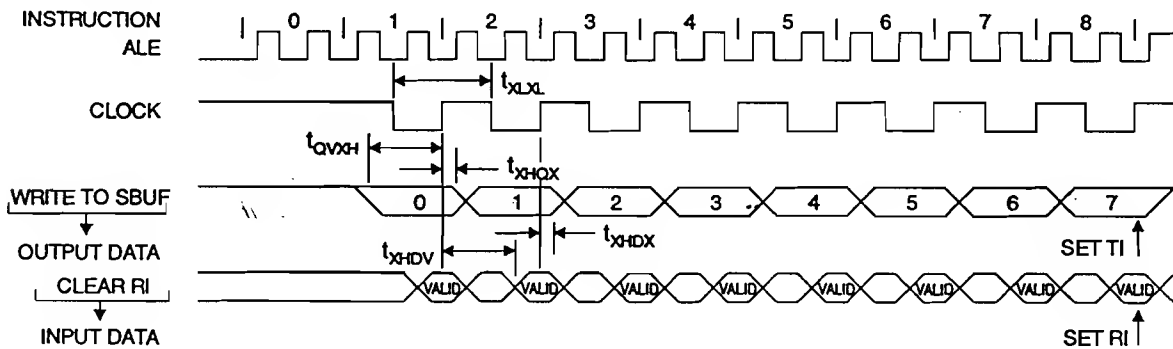 INSTRUCTION 0 1 2 3 4 5 6 7 8
ALE
tXLXL
CLOCK
tQVXH
tXHQX
WRITE TO SBUF 0 1 2 3 4 5 6 7
tXHDX
OUTPUT DATA tXHDV SET TI
CLEAR RI VALID VALID VALID VALID VALID VALID VALID VALID
INPUT DATA SET RI